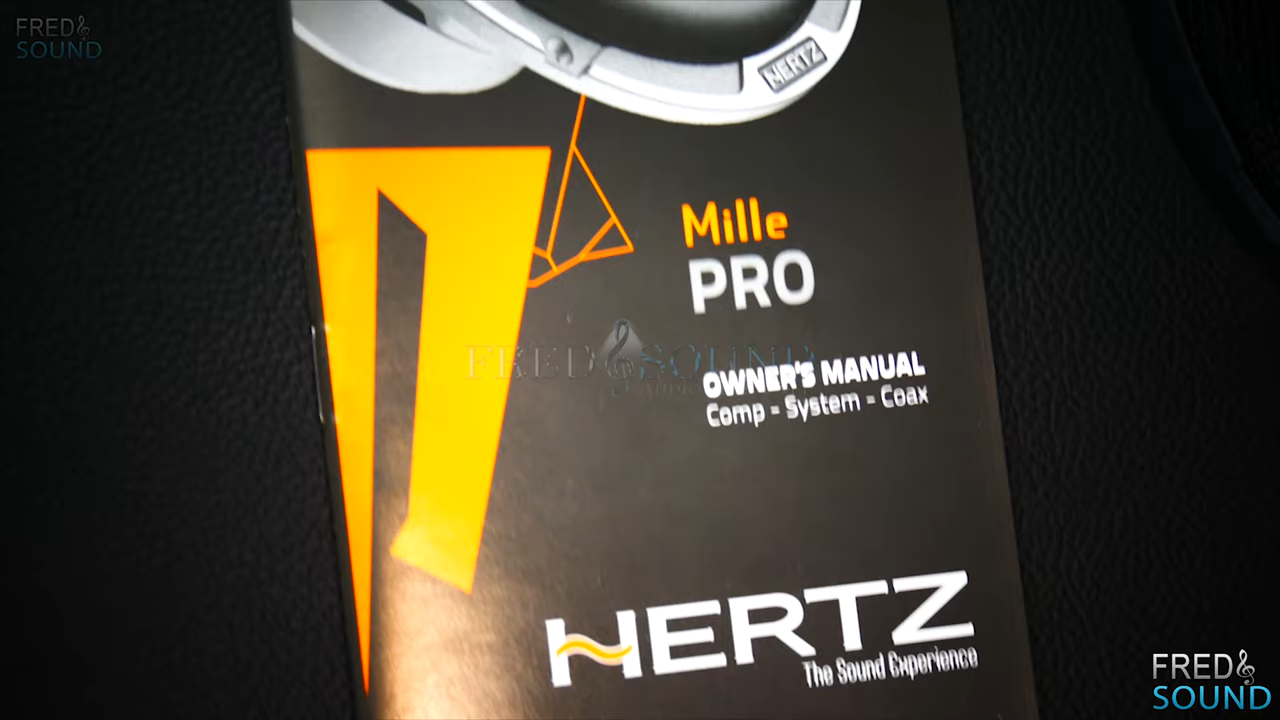 FRED
SOUND
HERTZ
Mille
PRO
FRED SOUND
OWNER'S MANUAL
Comp - System - Coax
HERTZ
The Sound Experience
FRED
SOUND